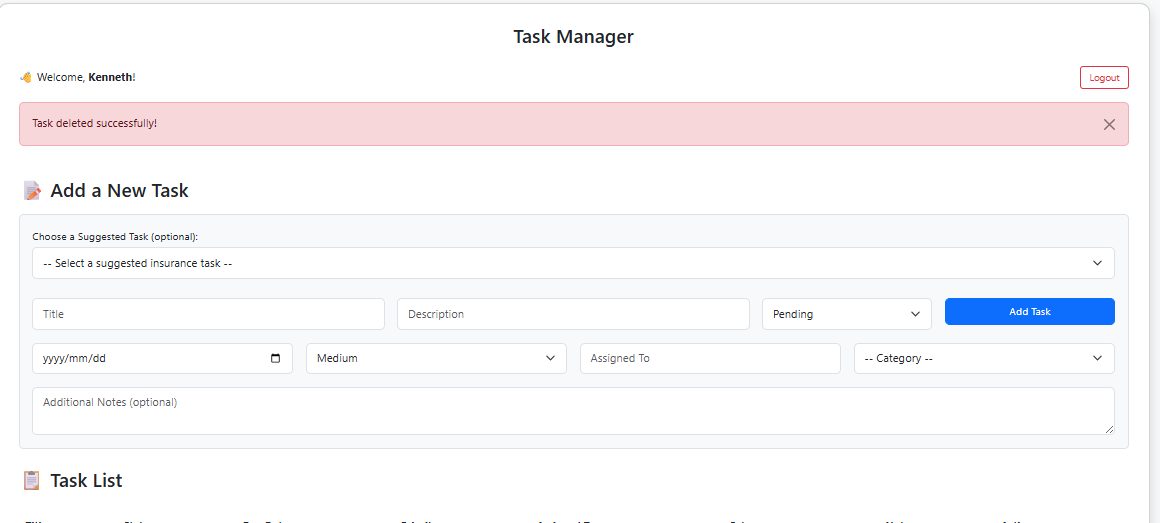 Task Manager
Welcome, Kenneth!
Logout
Task deleted successfully!
Add a New Task
Choose a Suggested Task (optional):
-- Select a suggested insurance task --
Title
Description
Pending
Add Task
yyyy/mm/dd
Medium
Assigned To
-- Category --
Additional Notes (optional)
Task List